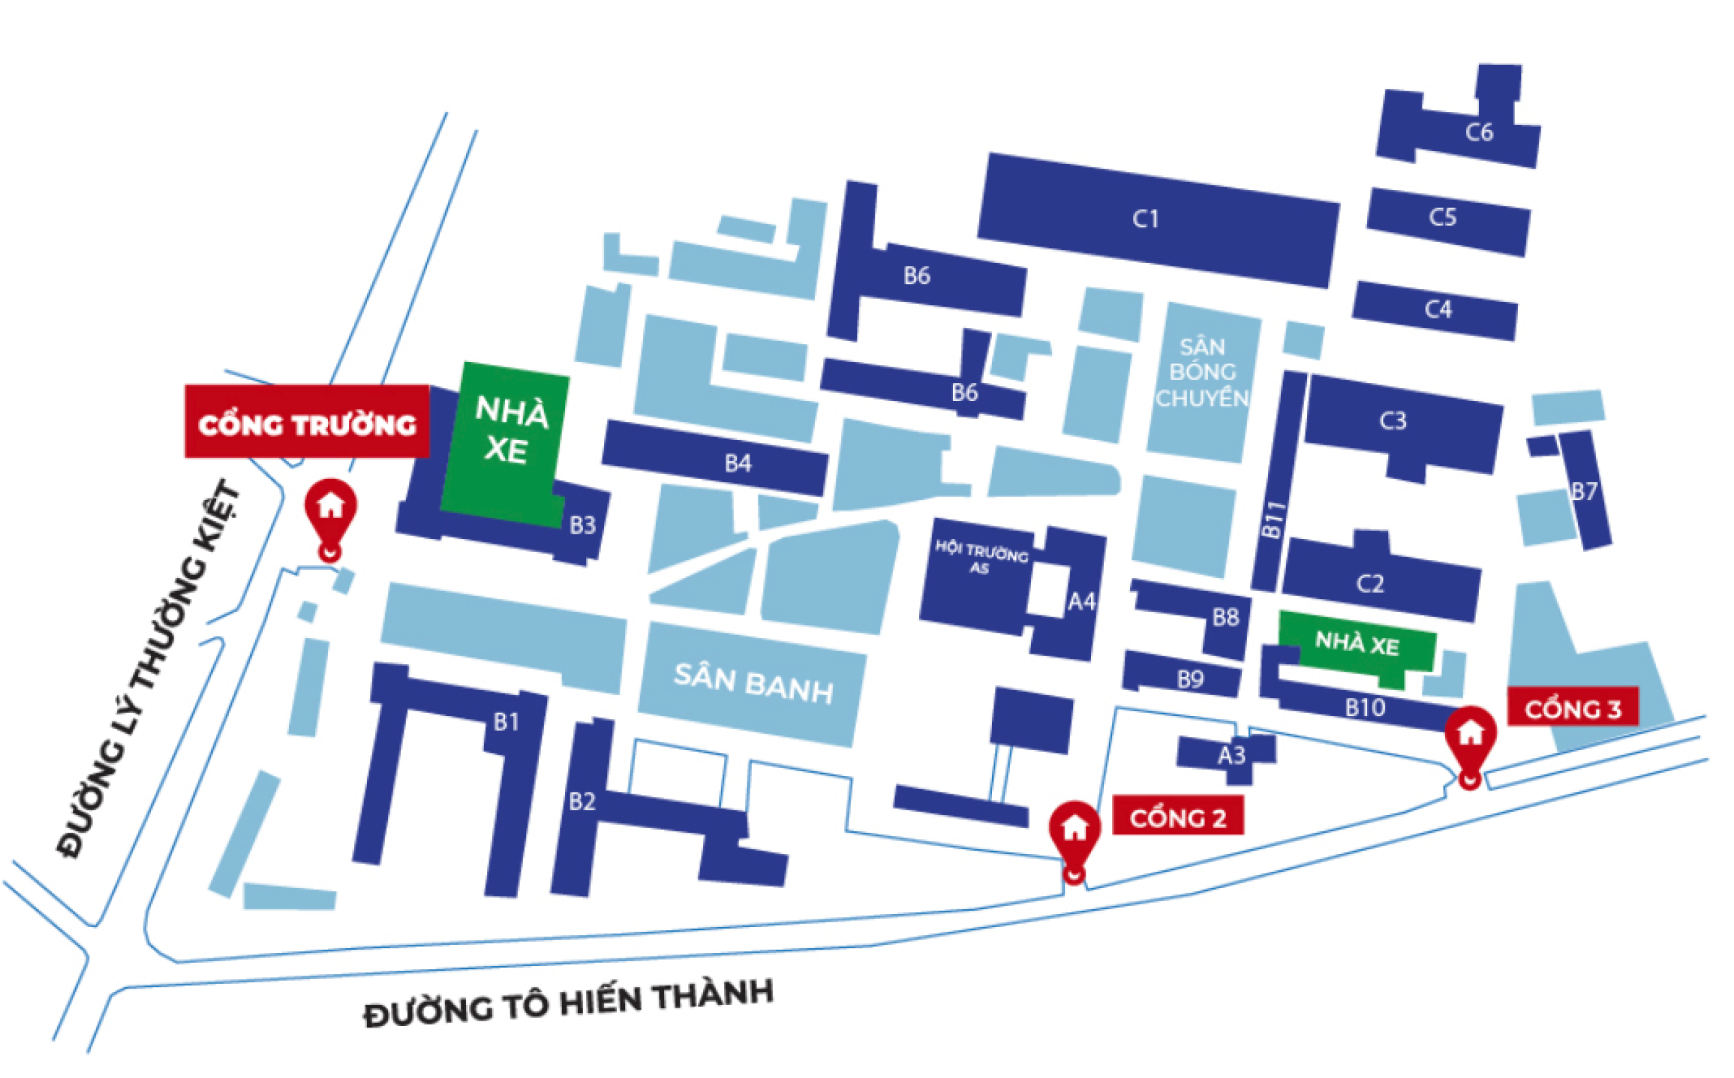 C6
C5
C1
C4
B6
SÂN
BÓNG
CHUYỀN
B6
C3
CỔNG TRƯỜNG
NHÀ
XE
B4
B7
B3
B11
HỘI TRƯỜNG
A5
C2
A4
B8
NHÀ XE
ĐƯỜNG LÝ THƯỜNG KIỆT
SÂN BANH
B9
B10
CỔNG 3
B1
A3
B2
CỔNG 2
ĐƯỜNG TÔ HIẾN THÀNH